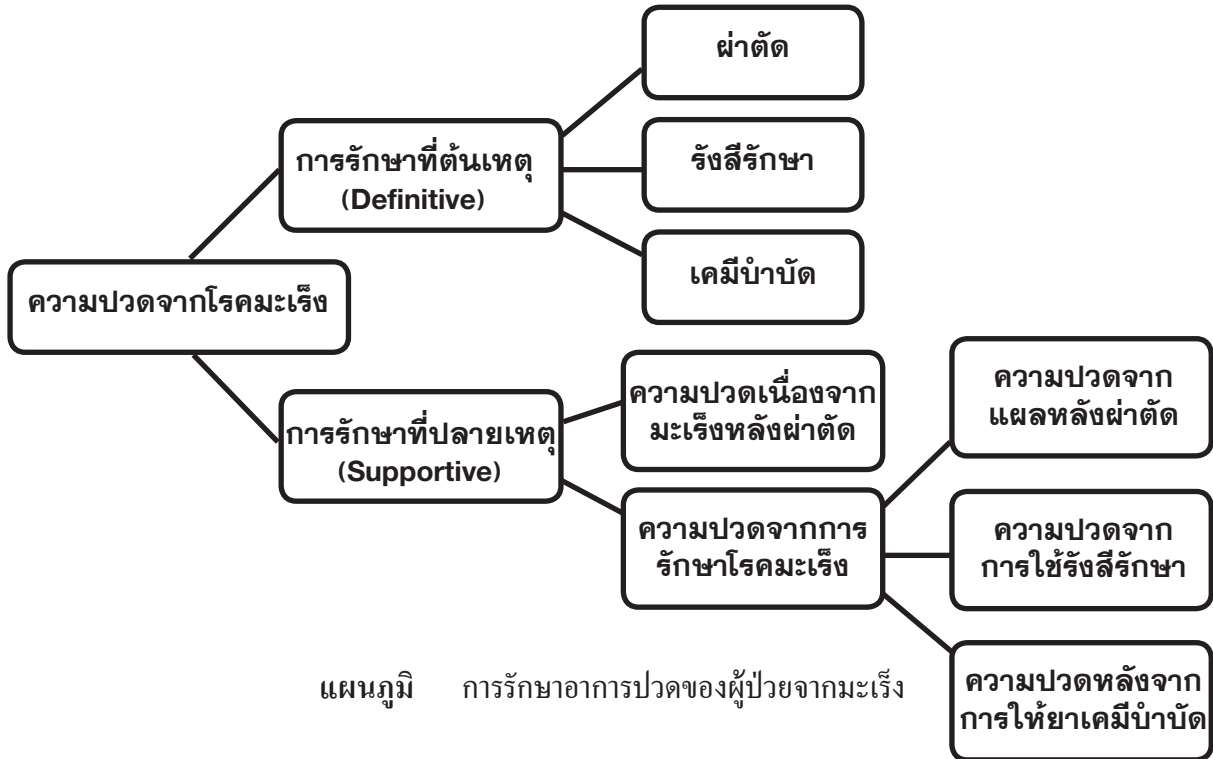 ผ่าตัด
การรักษาที่ต้นเหตุ
(Definitive)
รังสีรักษา
เคมีบำบัด
ความปวดจากโรคมะเร็ง
การรักษาที่ปลายเหตุ
(Supportive)
ความปวดเนื่องจาก
มะเร็งหลังผ่าตัด
ความปวดจากการ
รักษาโรคมะเร็ง
ความปวดจาก
แผลหลังผ่าตัด
ความปวดจาก
การใช้รังสีรักษา
ความปวดหลังจาก
การให้ยาเคมีบำบัด
แผนภูมิ การรักษาอาการปวดของผู้ป่วยจากมะเร็ง